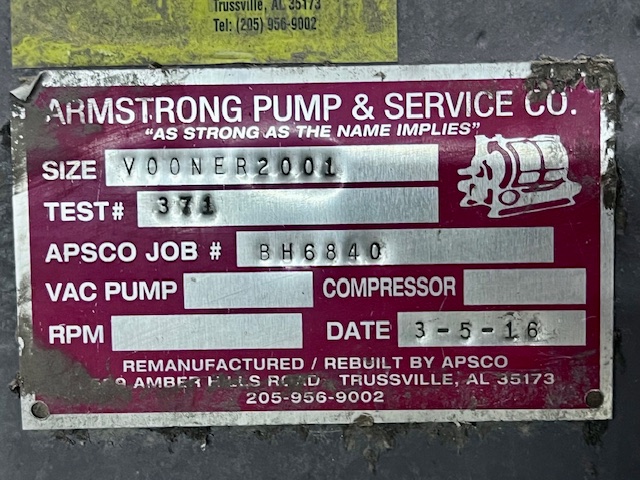 Trussville, AL 35173
Tel: (205) 956-9002
ARMSTRONG PUMP & SERVICE CO.
"AS STRONG AS THE NAME IMPLIES"
SIZE VOONER2001
TEST# 371
APSCO JOB # BH6840
VAC PUMP COMPRESSOR
RPM DATE 3-5-16
REMANUFACTURED / REBUILT BY APSCO
AMBER HILLS ROAD TRUSSVILLE, AL 35173
205-956-9002